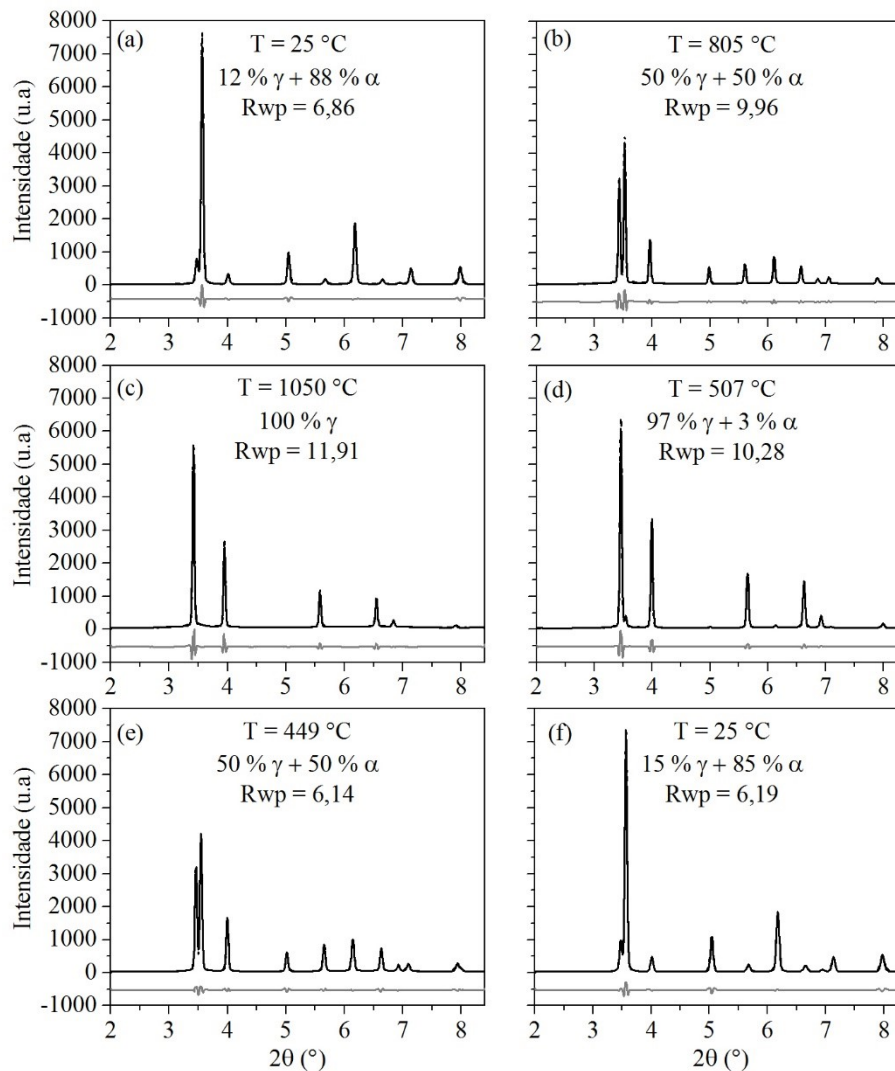 (a)
T = 25 °C
12 % γ + 88 % α
Rwp = 6,86
Intensidade (u.a)
8000
7000
6000
5000
4000
3000
2000
1000
0
-1000
2 3 4 5 6 7 8
(b)
T = 805 °C
50 % γ + 50 % α
Rwp = 9,96
2 3 4 5 6 7 8
(c)
T = 1050 °C
100 % γ
Rwp = 11,91
Intensidade (u.a)
8000
7000
6000
5000
4000
3000
2000
1000
0
-1000
2 3 4 5 6 7 8
(d)
T = 507 °C
97 % γ + 3 % α
Rwp = 10,28
2 3 4 5 6 7 8
(e)
T = 449 °C
50 % γ + 50 % α
Rwp = 6,14
Intensidade (u.a)
8000
7000
6000
5000
4000
3000
2000
1000
0
-1000
2 3 4 5 6 7 8
2θ (°)
(f)
T = 25 °C
15 % γ + 85 % α
Rwp = 6,19
2 3 4 5 6 7 8
2θ (°)